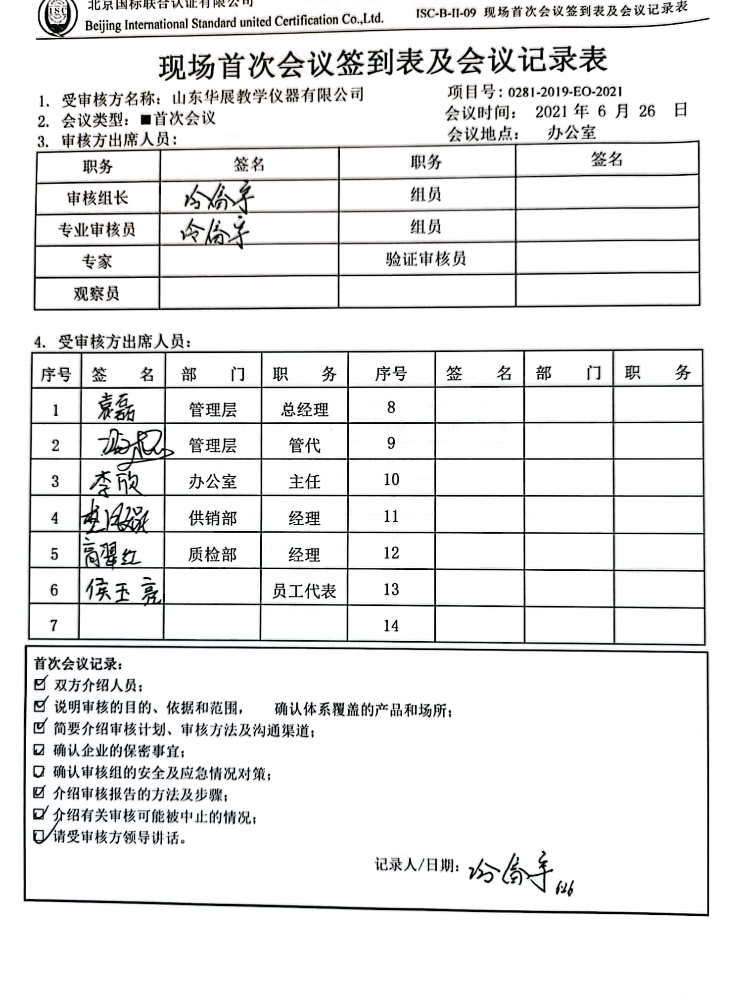 北京国标联合认证有限公司
Beijing International Standard united Certification Co.,Ltd.
ISC-B-II-09 现场首次会议签到表及会议记录表
ISC
现场首次会议签到表及会议记录表
1. 受审核方名称：山东华展教学仪器有限公司 项目号：0281-2019-EO-2021
2. 会议类型：■首次会议 会议时间： 2021 年 6 月 26 日
3. 审核方出席人员： 会议地点： 办公室
职务 签名 职务 签名
审核组长 组员
专业审核员 组员
专家 验证审核员
观察员
4. 受审核方出席人员：
序号 签 名 部 门 职 务 序号 签 名 部 门 职 务
1 袁磊 管理层 总经理 8
2 管理层 管代 9
3 李欣 办公室 主任 10
4 供销部 经理 11
5 高翠红 质检部 经理 12
6 侯玉亮 员工代表 13
7 14
首次会议记录：
☑ 双方介绍人员；
☑ 说明审核的目的、依据和范围， 确认体系覆盖的产品和场所；
☑ 简要介绍审核计划、审核方法及沟通渠道；
☑ 确认企业的保密事宜；
☑ 确认审核组的安全及应急情况对策；
☑ 介绍审核报告的方法及步骤；
☑ 介绍有关审核可能被中止的情况；
☑ 请受审核方领导讲话。
记录人/日期： 6.26